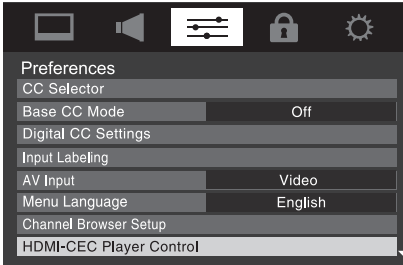 Preferences
CC Selector
Base CC Mode Off
Digital CC Settings
Input Labeling
AV Input Video
Menu Language English
Channel Browser Setup
HDMI-CEC Player Control